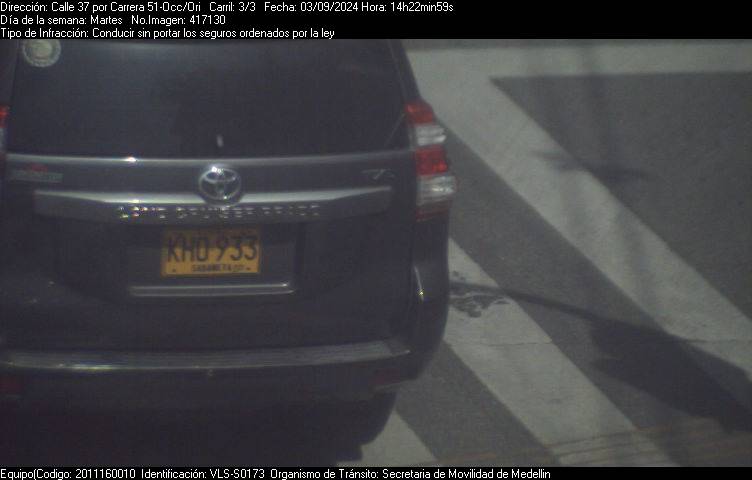 Dirección: Calle 37 por Carrera 51-Occ/Ori Carril: 3/3 Fecha: 03/09/2024 Hora: 14h22min59s
Día de la semana: Martes No.Imagen: 417130
Tipo de Infracción: Conducir sin portar los seguros ordenados por la ley
LAND CRUISER PRADO
KHO 933
SABANETA
Equipo(Codigo: 2011160010 Identificación: VLS-S0173 Organismo de Tránsito: Secretaria de Movilidad de Medellin